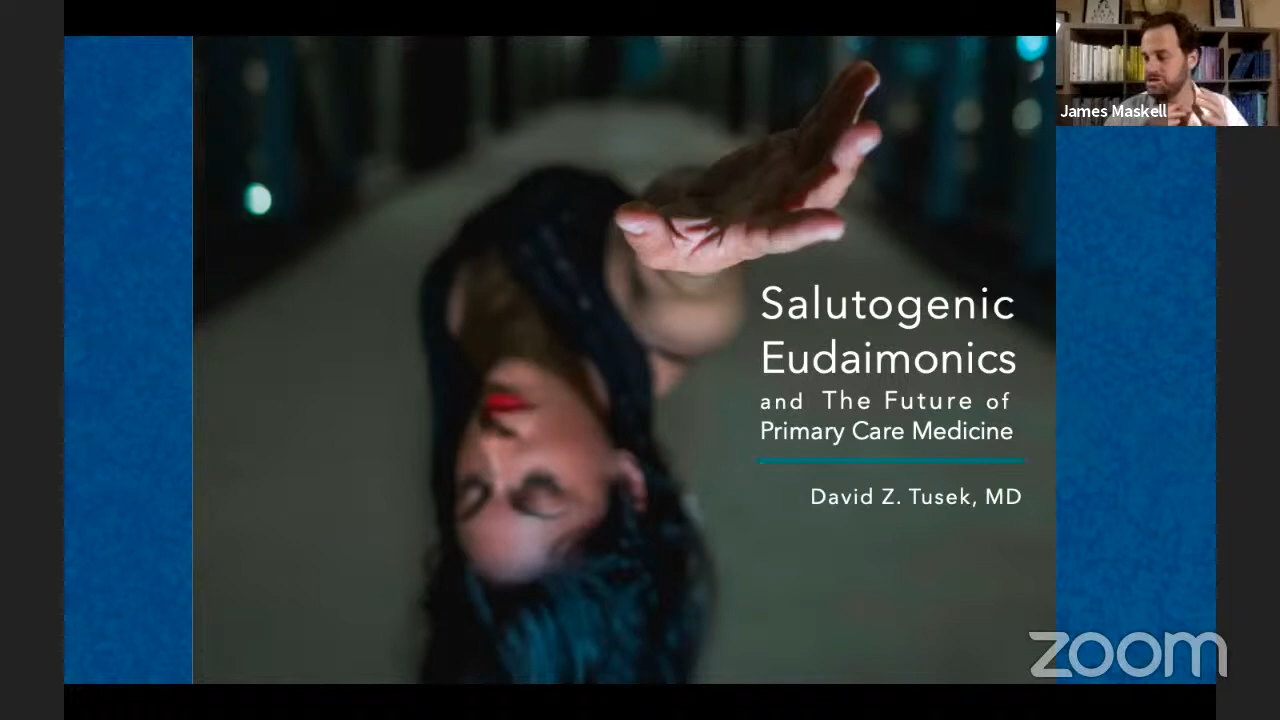 James Maskell
Salutogenic
Eudaimonics
and The Future of
Primary Care Medicine
David Z. Tusek, MD
zoom